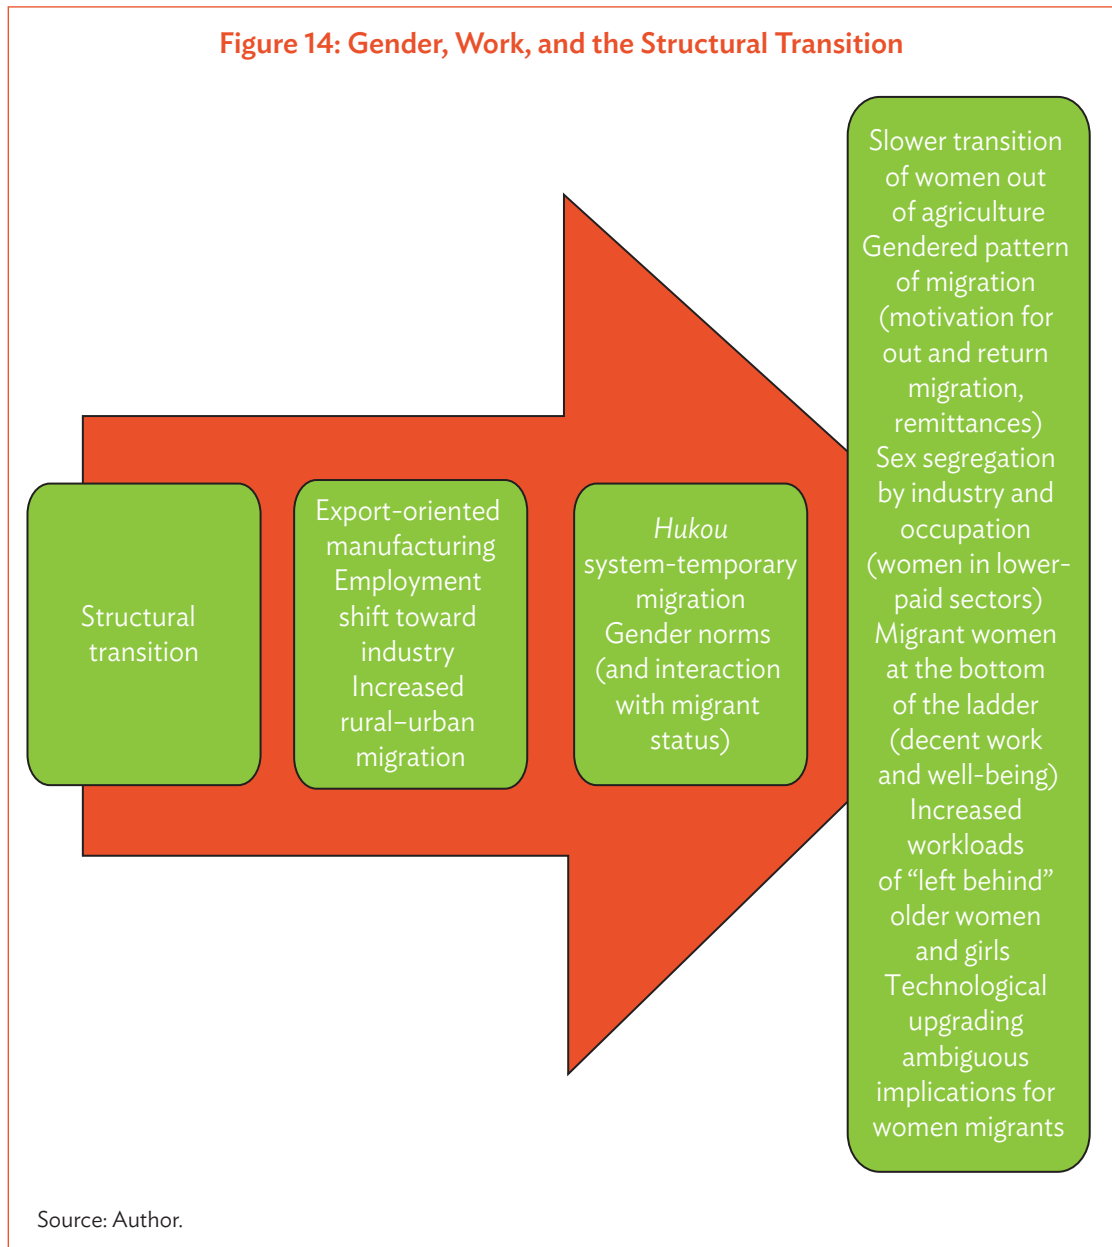 Figure 14: Gender, Work, and the Structural Transition
Structural
transition
Export-oriented
manufacturing
Employment
shift toward
industry
Increased
rural–urban
migration
Hukou
system-temporary
migration
Gender norms
(and interaction
with migrant
status)
Slower transition
of women out
of agriculture
Gendered pattern
of migration
(motivation for
out and return
migration,
remittances)
Sex segregation
by industry and
occupation
(women in lower-
paid sectors)
Migrant women
at the bottom
of the ladder
(decent work
and well-being)
Increased
workloads
of “left behind”
older women
and girls
Technological
upgrading
ambiguous
implications for
women migrants
Source: Author.